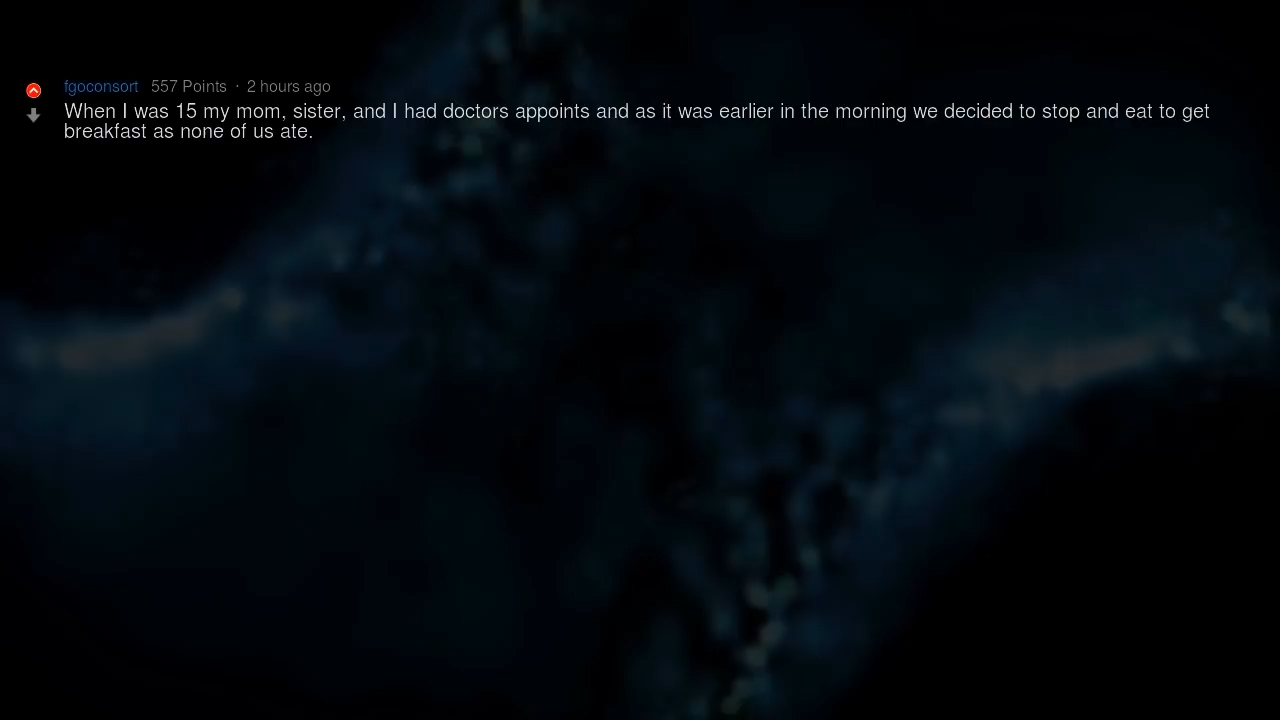 fgoconsort 557 Points · 2 hours ago
When I was 15 my mom, sister, and I had doctors appoints and as it was earlier in the morning we decided to stop and eat to get
breakfast as none of us ate.